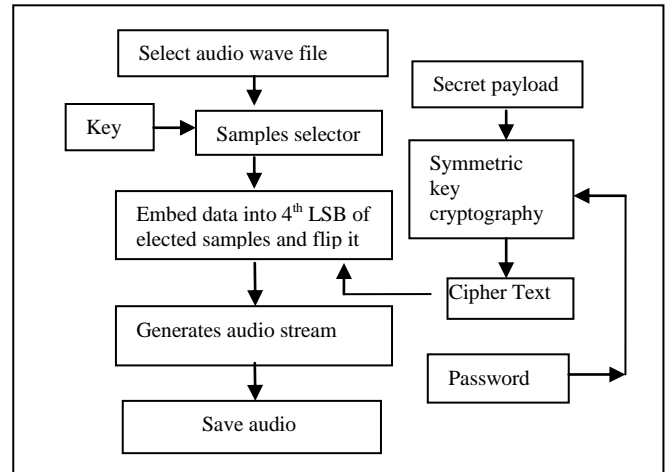 Select audio wave file
Secret payload
Key
Samples selector
Symmetric
key
cryptography
Embed data into 4th LSB of
elected samples and flip it
Cipher Text
Generates audio stream
Password
Save audio